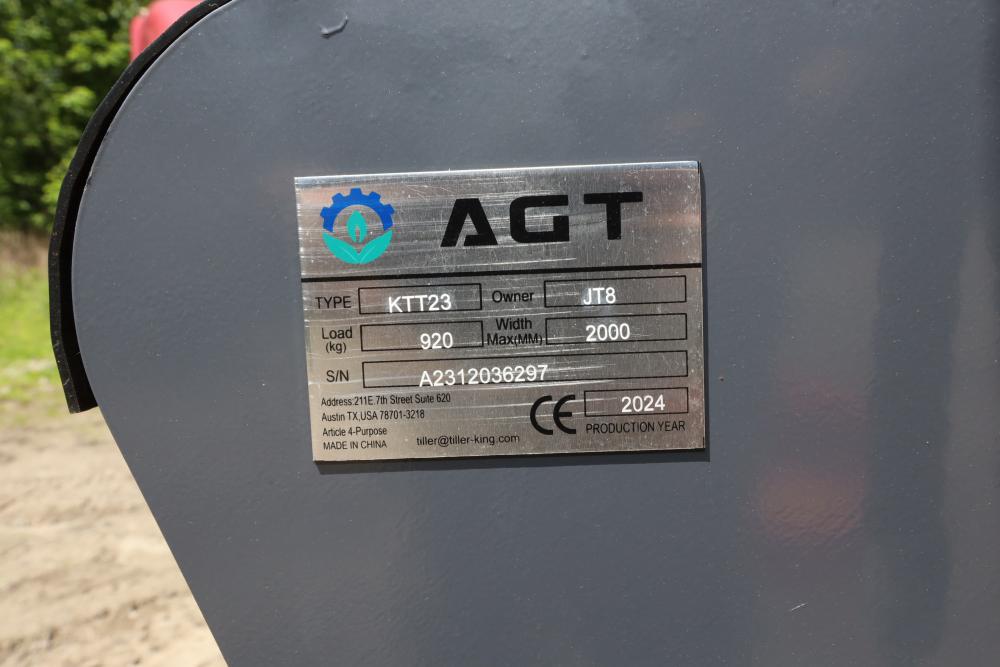 AGT
TYPE KTT23 Owner JT8
Load (kg) 920 Width Max(MM) 2000
S/N A2312036297
Address:211E.7th Street Suite 620
Austin TX,USA 78701-3218
Article 4-Purpose
MADE IN CHINA
tiller@tiller-king.com
CE 2024
PRODUCTION YEAR